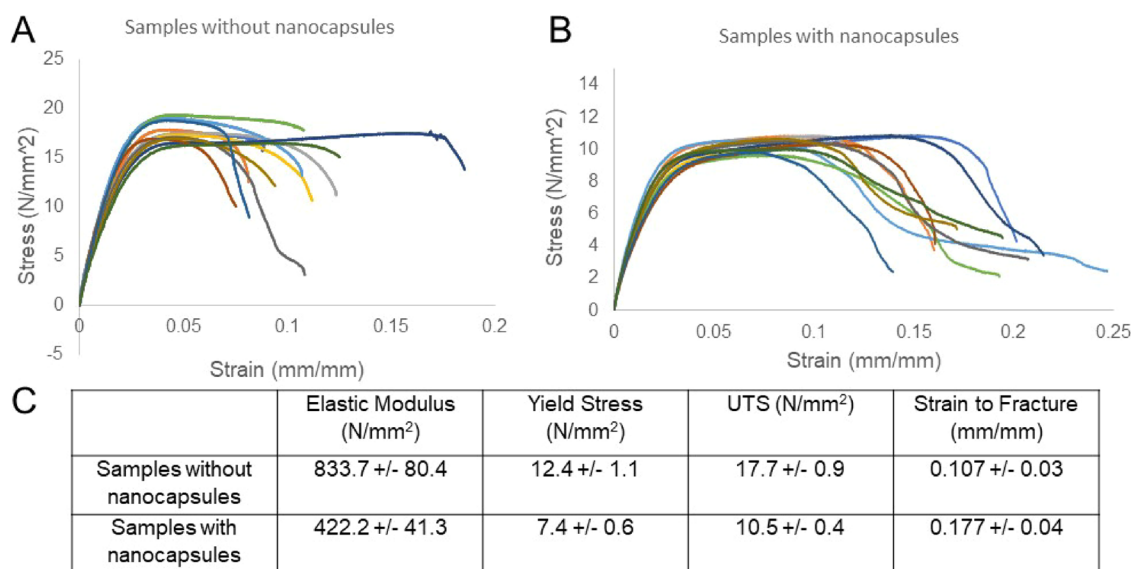 A
Samples without nanocapsules
25
20
15
10
5
0
-5
0
0.05
0.1
0.15
0.2
Stress (N/mm^2)
Strain (mm/mm)
B
Samples with nanocapsules
14
12
10
8
6
4
2
0
0
0.05
0.1
0.15
0.2
0.25
Stress (N/mm^2)
Strain (mm/mm)
C
Elastic Modulus
(N/mm²)
Yield Stress
(N/mm²)
UTS (N/mm²)
Strain to Fracture
(mm/mm)
Samples without
nanocapsules
833.7 +/- 80.4
12.4 +/- 1.1
17.7 +/- 0.9
0.107 +/- 0.03
Samples with
nanocapsules
422.2 +/- 41.3
7.4 +/- 0.6
10.5 +/- 0.4
0.177 +/- 0.04